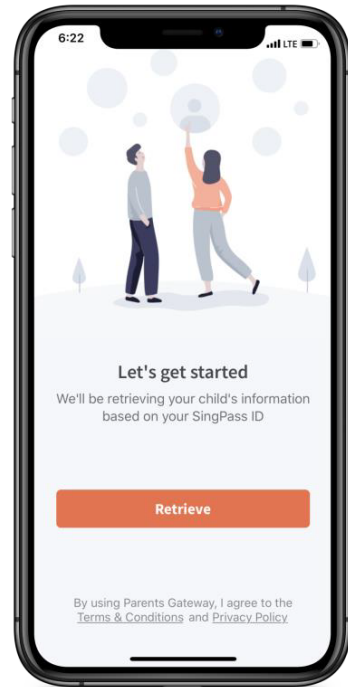 6:22
LTE
Let's get started
We'll be retrieving your child's information
based on your SingPass ID
Retrieve
By using Parents Gateway, I agree to the
Terms & Conditions and Privacy Policy